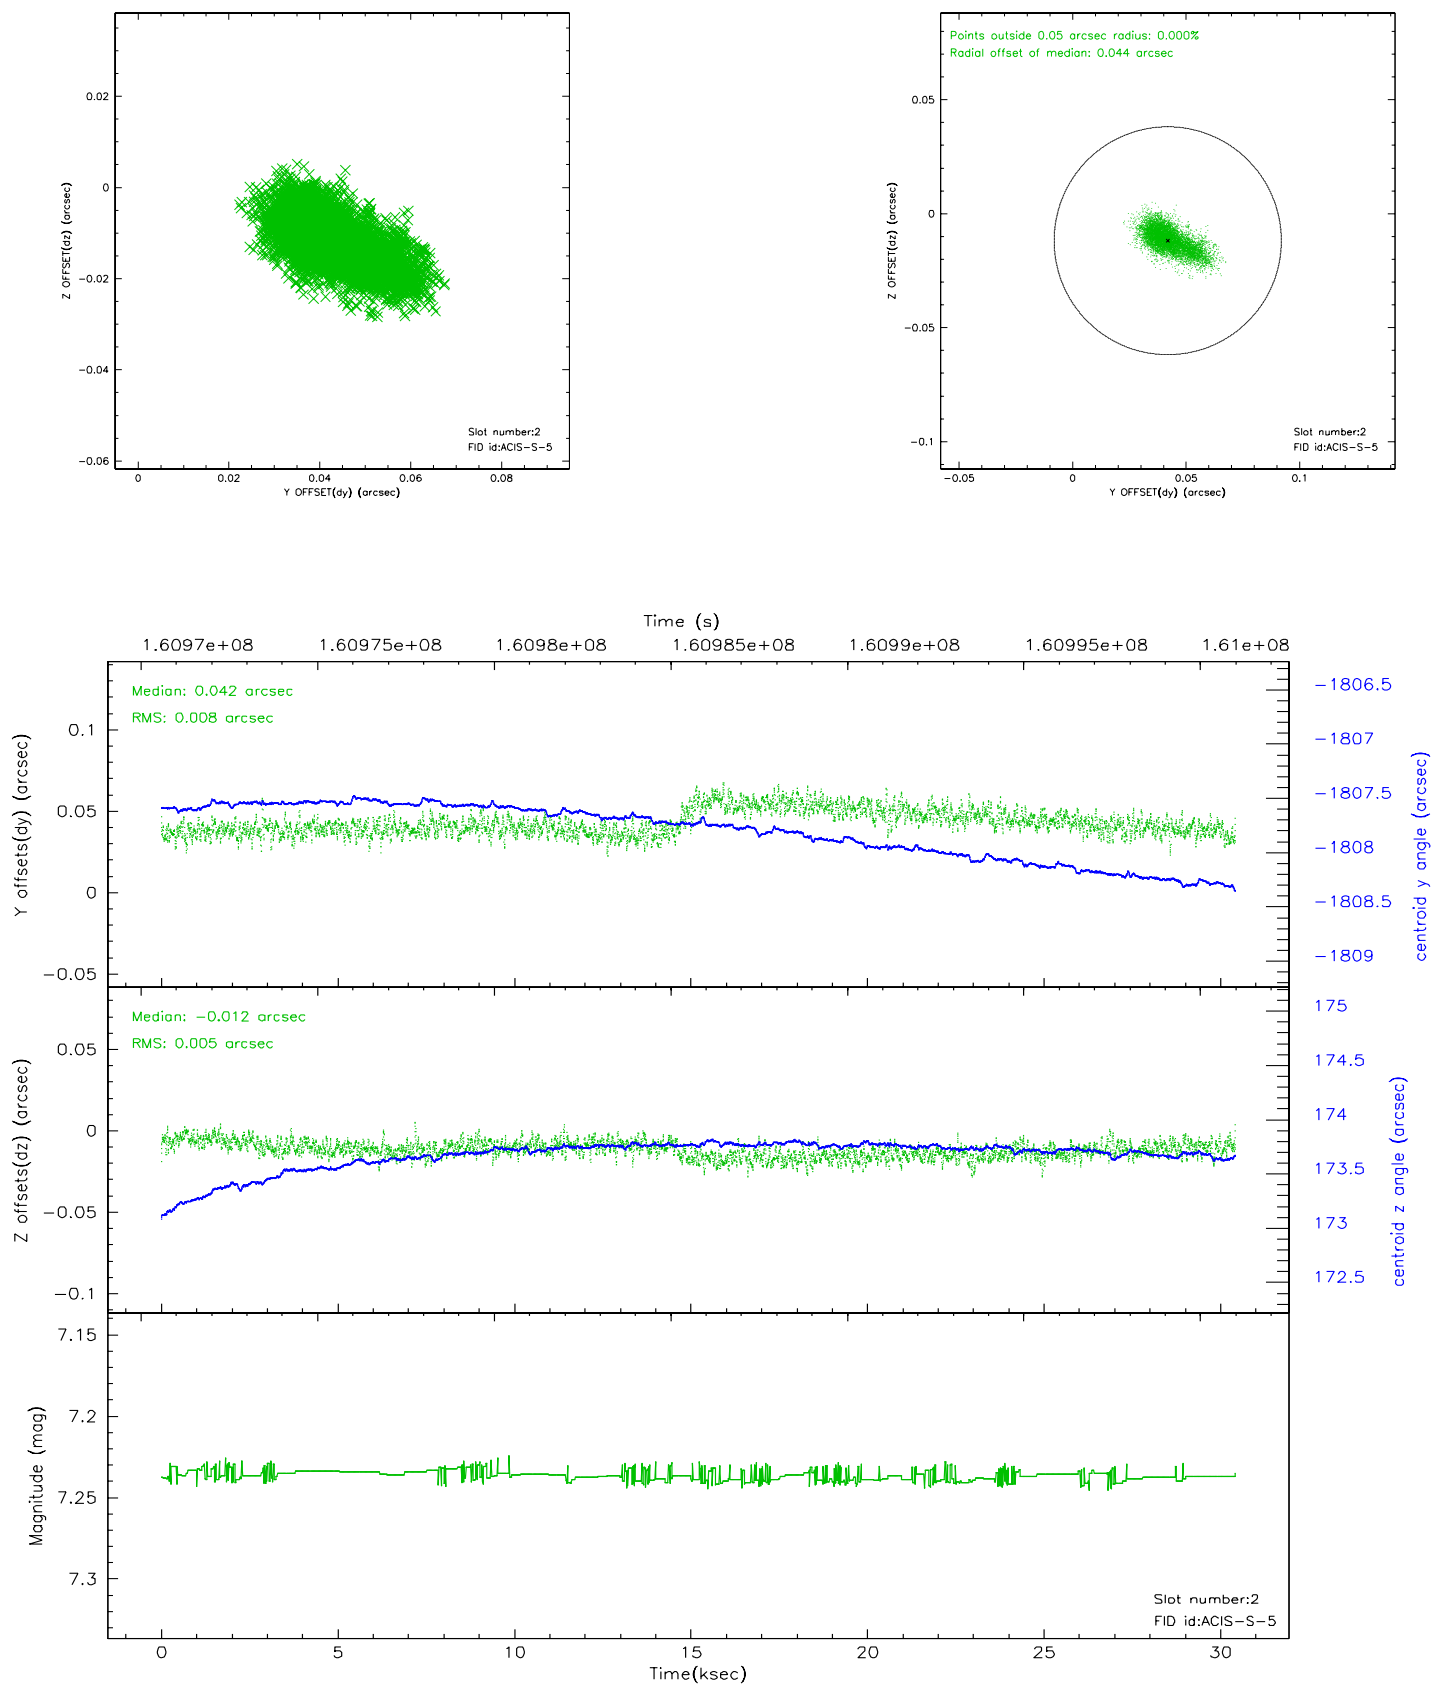 0.02
0
-0.02
-0.04
-0.06
Z OFFSET(dz) (arcsec)
Slot number:2
FID id:ACIS-S-5
0 0.02 0.04 0.06 0.08
Y OFFSET(dy) (arcsec)
Points outside 0.05 arcsec radius: 0.000%
Radial offset of median: 0.044 arcsec
0.05
0
-0.05
-0.1
Z OFFSET(dz) (arcsec)
Slot number:2
FID id:ACIS-S-5
-0.05 0 0.05 0.1
Y OFFSET(dy) (arcsec)
Time (s)
1.6097e+08 1.60975e+08 1.6098e+08 1.60985e+08 1.6099e+08 1.60995e+08 1.61e+08
Median: 0.042 arcsec
RMS: 0.008 arcsec
0.1
0.05
0
-0.05
Y offsets(dy) (arcsec)
-1806.5
-1807
-1807.5
-1808
-1808.5
-1809
centroid y angle (arcsec)
Median: -0.012 arcsec
RMS: 0.005 arcsec
0.05
0
-0.05
-0.1
Z offsets(dz) (arcsec)
175
174.5
174
173.5
173
172.5
centroid z angle (arcsec)
7.15
7.2
7.25
7.3
Magnitude (mag)
Slot number:2
FID id:ACIS-S-5
0 5 10 15 20 25 30
Time(ksec)